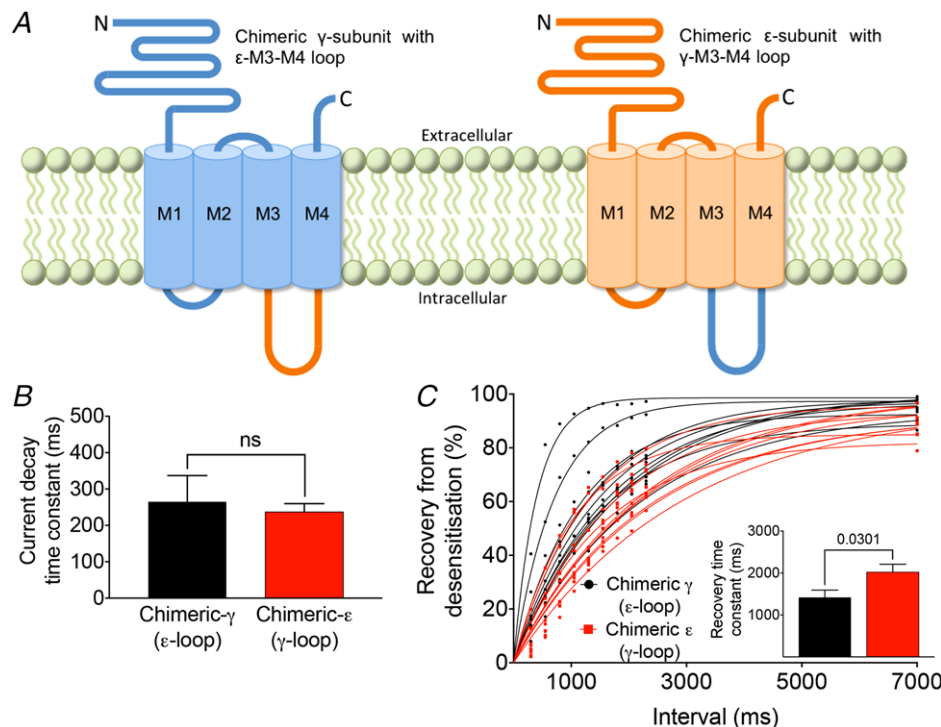 A
N
Chimeric γ-subunit with
ε-M3-M4 loop
C
N
Chimeric ε-subunit with
γ-M3-M4 loop
C
Extracellular
M1 M2 M3 M4
M1 M2 M3 M4
Intracellular
B
500
400
300
200
100
0
Current decay
time constant (ms)
ns
Chimeric-γ
(ε-loop)
Chimeric-ε
(γ-loop)
C
100
80
60
40
20
0
Recovery from
desensitisation (%)
Chimeric γ
(ε-loop)
Chimeric ε
(γ-loop)
3000
2000
1000
Recovery time
constant (ms)
0.0301
1000 3000 5000 7000
Interval (ms)